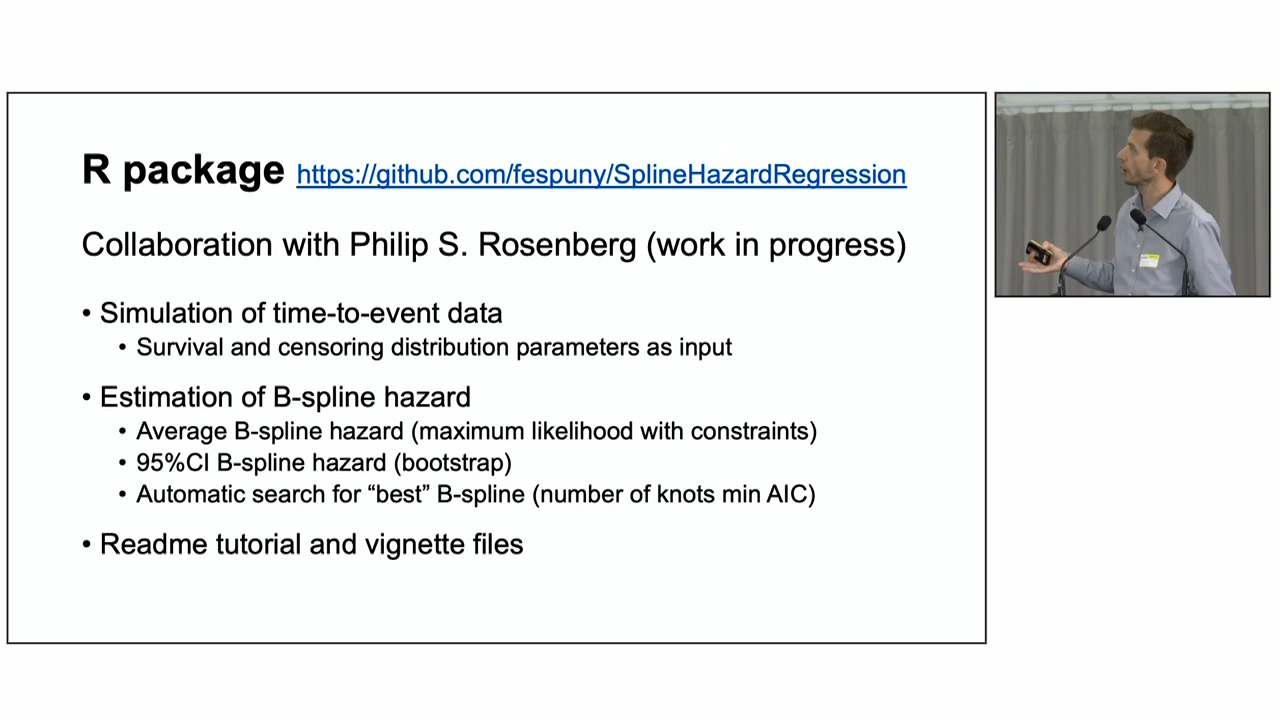 R package https://github.com/fespuny/SplineHazardRegression
Collaboration with Philip S. Rosenberg (work in progress)
• Simulation of time-to-event data
• Survival and censoring distribution parameters as input
• Estimation of B-spline hazard
• Average B-spline hazard (maximum likelihood with constraints)
• 95%CI B-spline hazard (bootstrap)
• Automatic search for “best” B-spline (number of knots min AIC)
• Readme tutorial and vignette files